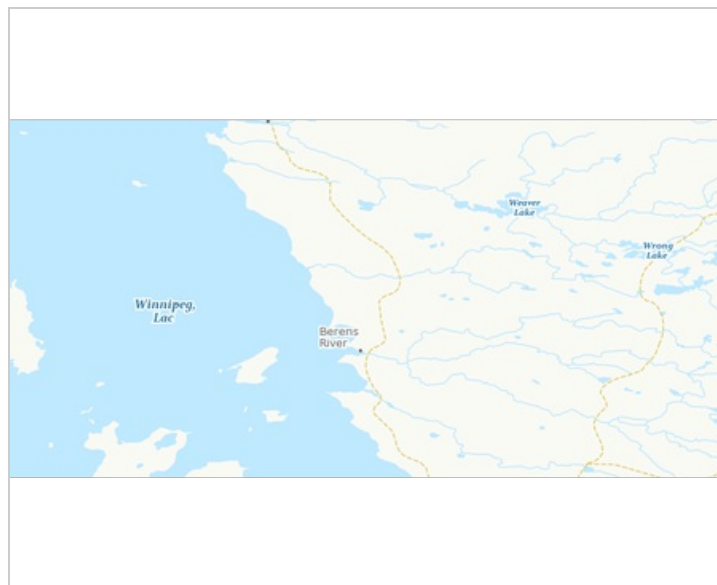 Weaver
Lake
Wrong
Lake
Winnipeg,
Lac
Berens
River